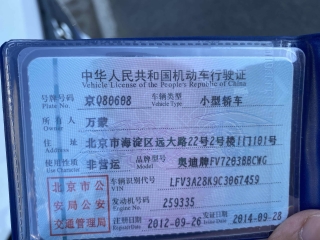 中华人民共和国机动车行驶证
Vehicle License of the People's Republic of China
号牌号码 京Q80608 车辆类型 小型轿车
Plate No. Vehicle Type
所有人 万蒙
Owner
住址 北京市海淀区远大路22号2号楼1门101号
Address
使用性质 非营运 品牌型号 奥迪牌FV7203BBCWG
Use Character Model
北京市公 车辆识别代号 LFV3A28K9C3067459
安局公安 VIN
交通管理局 发动机号码 259335
Engine No.
注册日期 2012-09-26 发证日期 2014-09-28
Register Date Issue Date